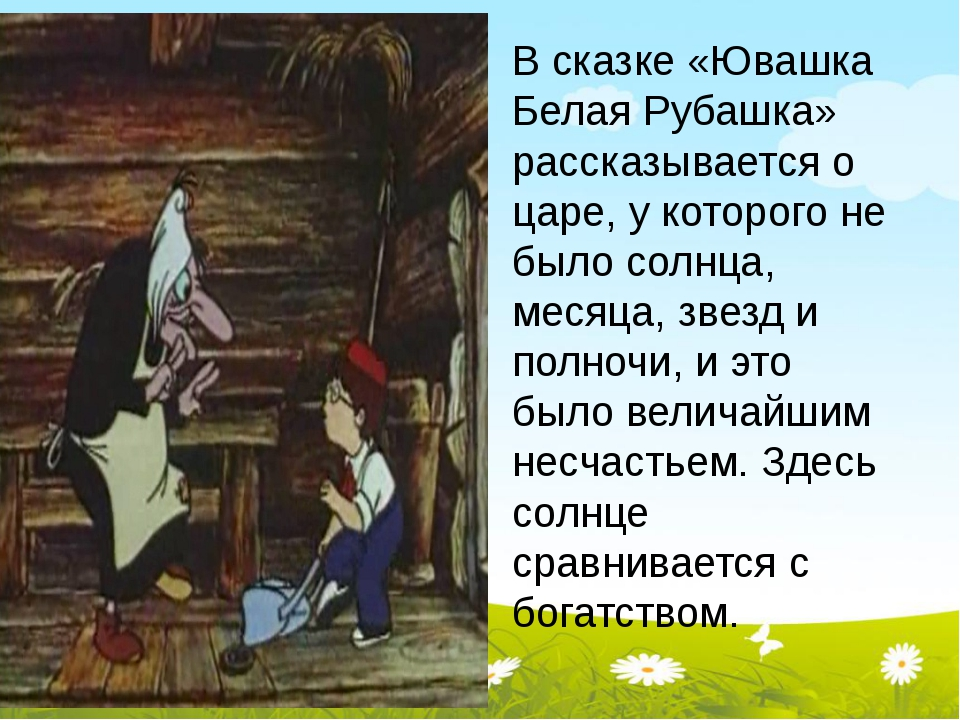 В сказке «Ювашка
Белая Рубашка»
рассказывается о
царе, у которого не
было солнца,
месяца, звезд и
полночи, и это
было величайшим
несчастьем. Здесь
солнце
сравнивается с
богатством.